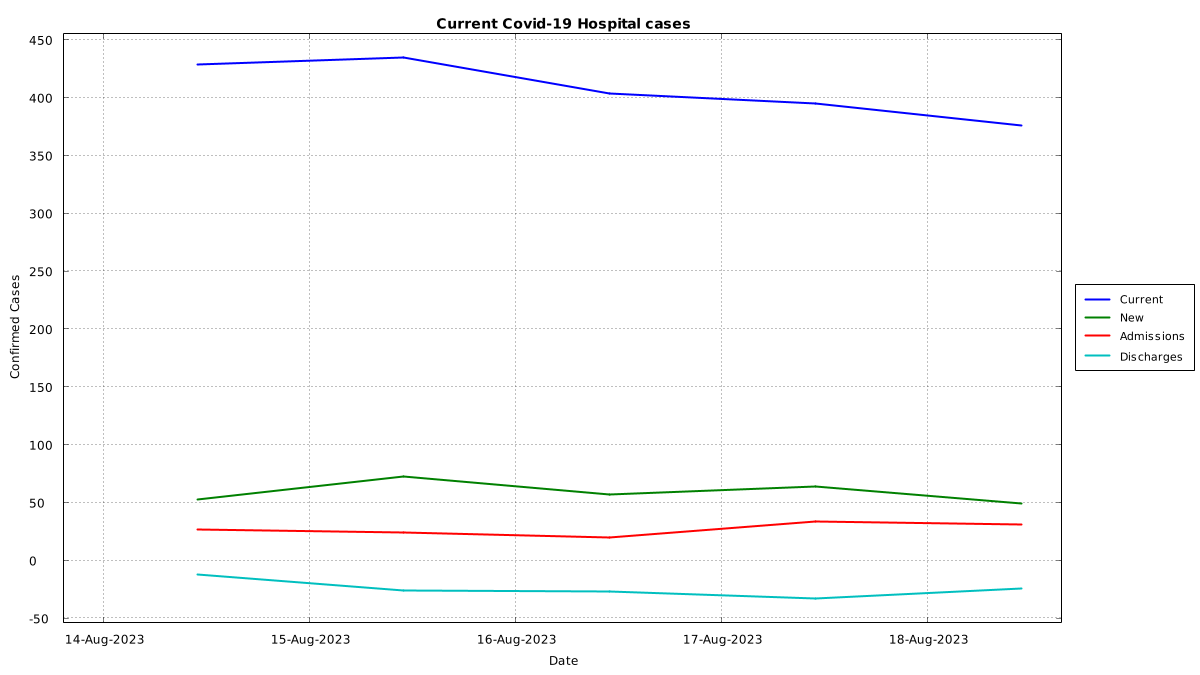 Current Covid-19 Hospital cases
450
400
350
300
250
200
150
100
50
0
-50
Confirmed Cases
14-Aug-2023
15-Aug-2023
16-Aug-2023
17-Aug-2023
18-Aug-2023
Date
Current
New
Admissions
Discharges